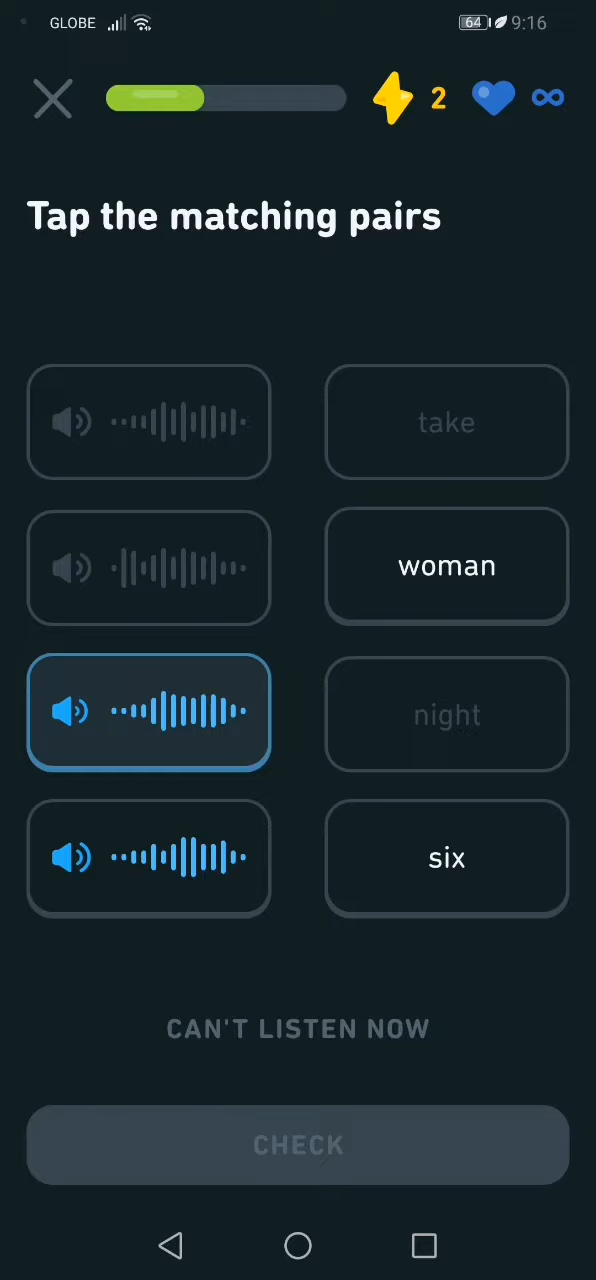 GLOBE 64 9:16
2 ∞
Tap the matching pairs
take
woman
night
six
CAN'T LISTEN NOW
CHECK